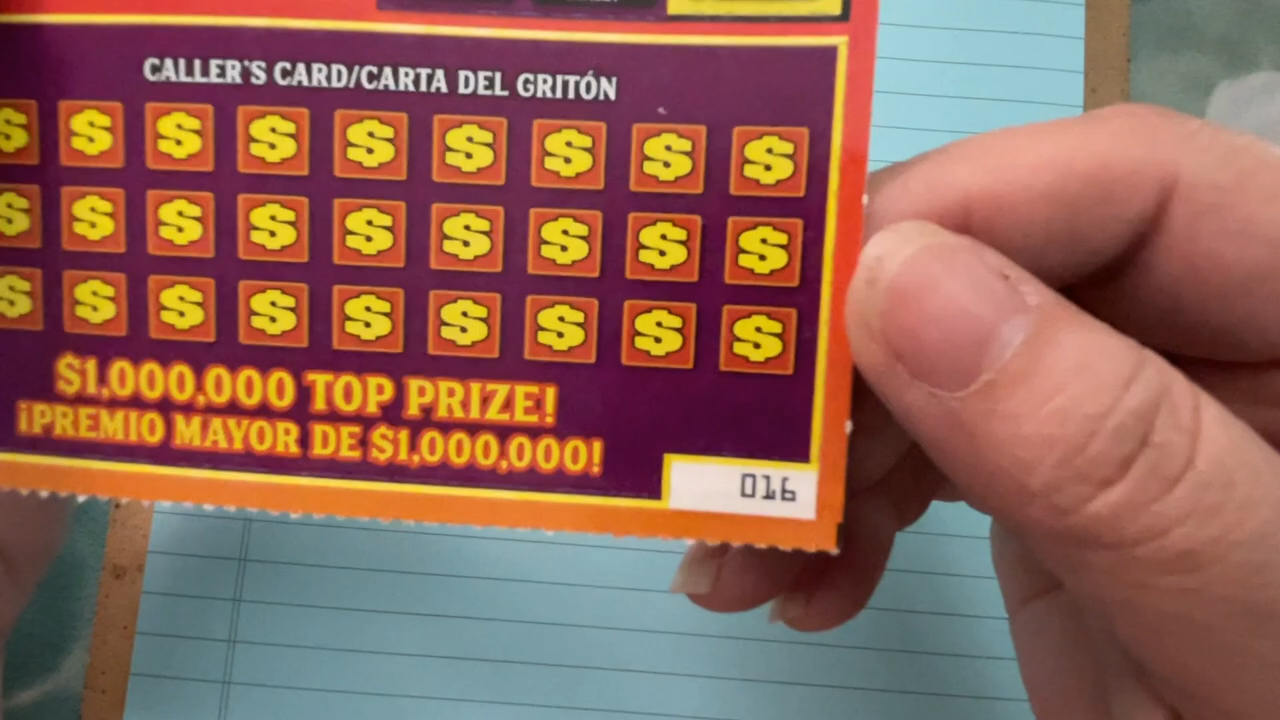 CALLER'S CARD/CARTA DEL GRITÓN
$ $ $ $ $ $ $ $ $
$ $ $ $ $ $ $ $ $
$ $ $ $ $ $ $ $ $
$1,000,000 TOP PRIZE!
¡PREMIO MAYOR DE $1,000,000!
016